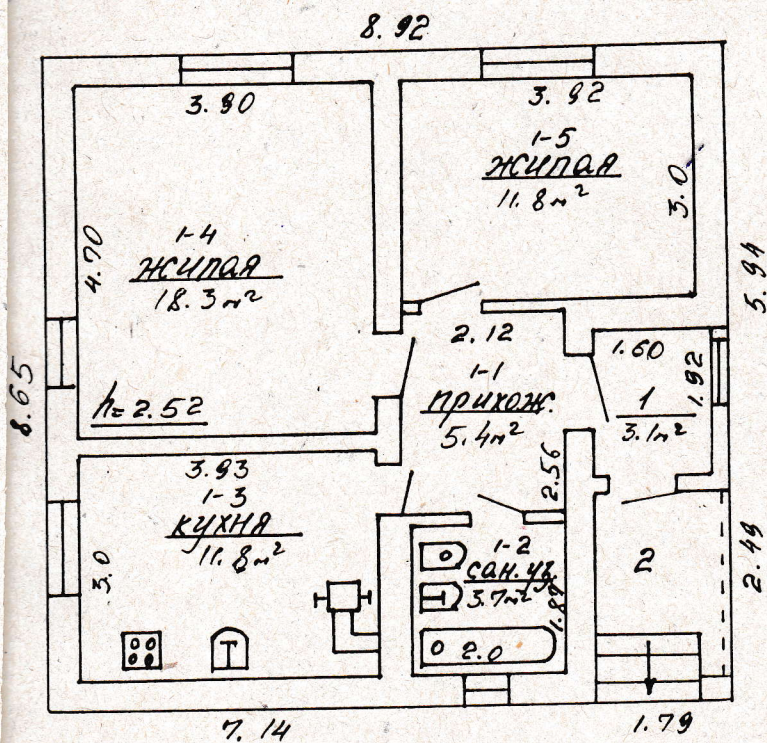 8.92
3.90
3.92
1-5
жилая
11.8м²
3.0
4.70
1-4
жилая
18.3м²
5.94
2.12
1-1
прихож.
5.4м²
1.60
1.92
1
3.1м²
8.65
h=2.52
3.93
1-3
кухня
11.8м²
3.0
2.56
1-2
сан.уз.
3.7м²
1.87
2.0
2
2.49
7.14
1.79